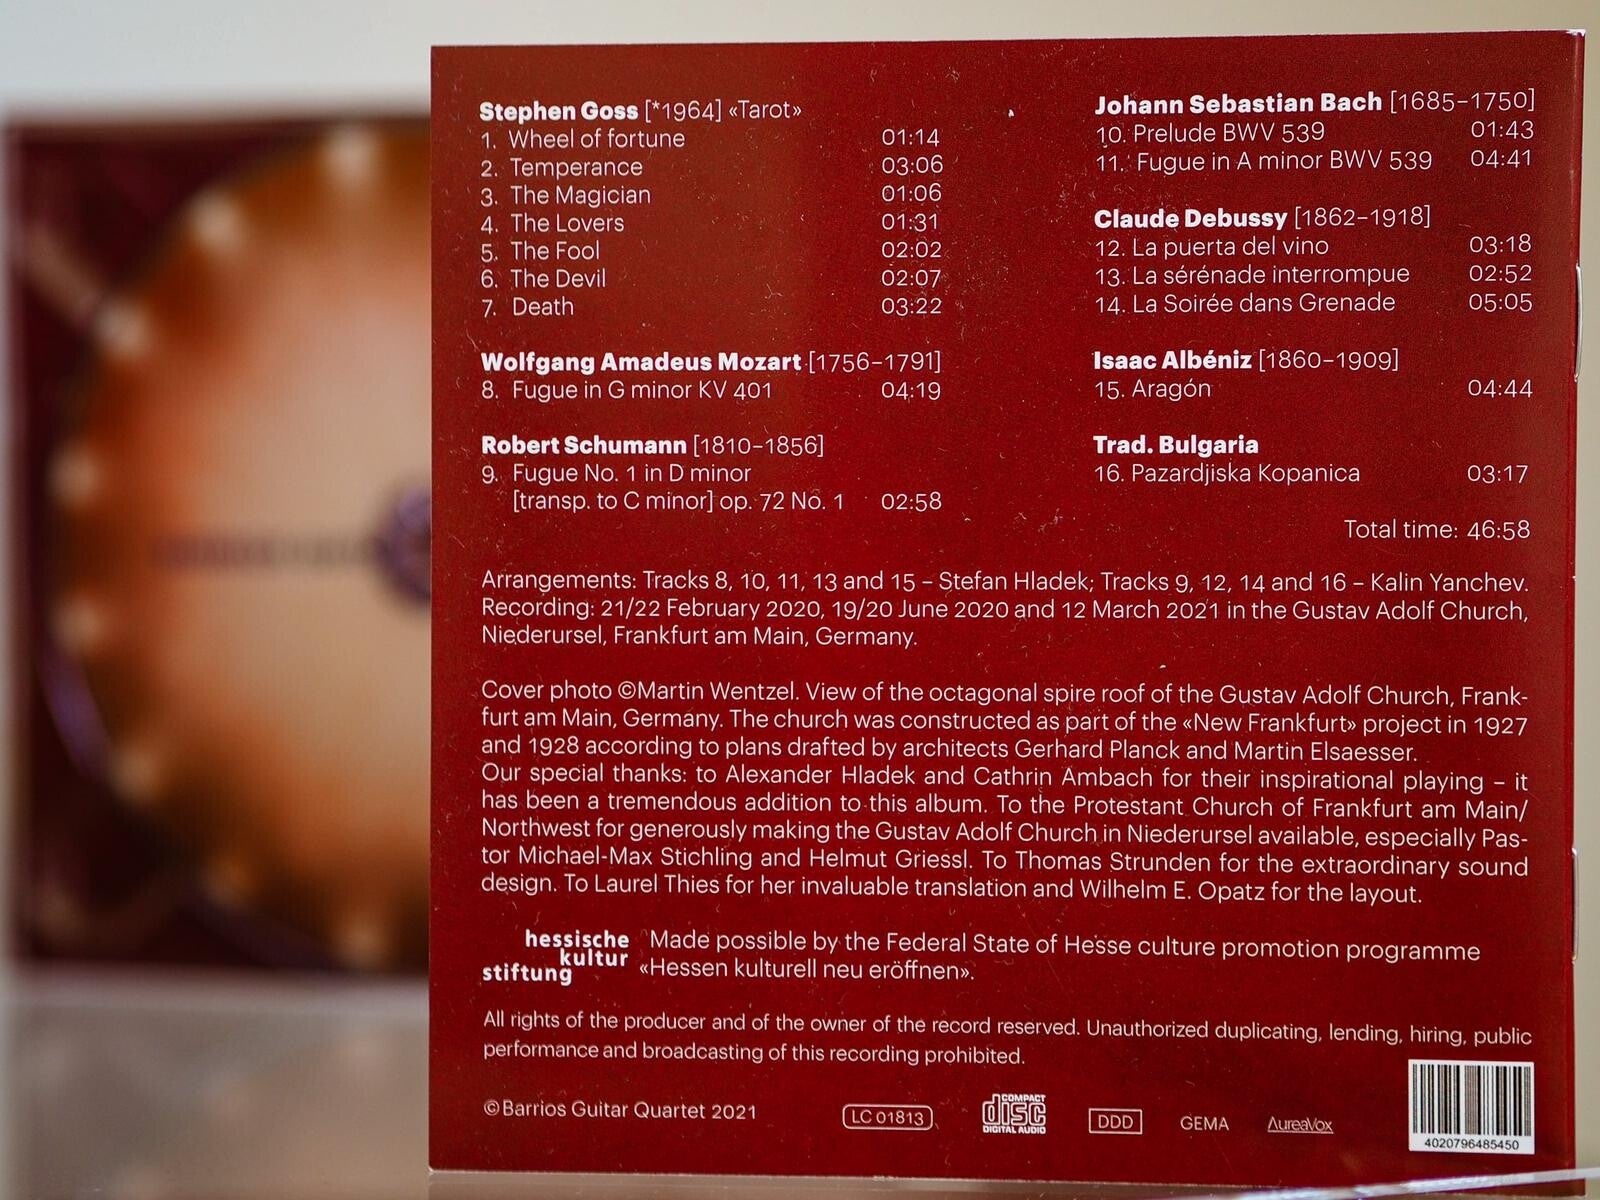 Stephen Goss [*1964] «Tarot»
1. Wheel of fortune 01:14
2. Temperance 03:06
3. The Magician 01:06
4. The Lovers 01:31
5. The Fool 02:02
6. The Devil 02:07
7. Death 03:22
Wolfgang Amadeus Mozart [1756–1791]
8. Fugue in G minor KV 401 04:19
Robert Schumann [1810–1856]
9. Fugue No. 1 in D minor
[transp. to C minor] op. 72 No. 1 02:58
Johann Sebastian Bach [1685–1750]
10. Prelude BWV 539 01:43
11. Fugue in A minor BWV 539 04:41
Claude Debussy [1862–1918]
12. La puerta del vino 03:18
13. La sérénade interrompue 02:52
14. La Soirée dans Grenade 05:05
Isaac Albéniz [1860–1909]
15. Aragón 04:44
Trad. Bulgaria
16. Pazardjiska Kopanica 03:17
Total time: 46:58
Arrangements: Tracks 8, 10, 11, 13 and 15 – Stefan Hladek; Tracks 9, 12, 14 and 16 – Kalin Yanchev.
Recording: 21/22 February 2020, 19/20 June 2020 and 12 March 2021 in the Gustav Adolf Church,
Niederursel, Frankfurt am Main, Germany.
Cover photo ©Martin Wentzel. View of the octagonal spire roof of the Gustav Adolf Church, Frank-
furt am Main, Germany. The church was constructed as part of the «New Frankfurt» project in 1927
and 1928 according to plans drafted by architects Gerhard Planck and Martin Elsaesser.
Our special thanks: to Alexander Hladek and Cathrin Ambach for their inspirational playing – it
has been a tremendous addition to this album. To the Protestant Church of Frankfurt am Main/
Northwest for generously making the Gustav Adolf Church in Niederursel available, especially Pas-
tor Michael-Max Stichling and Helmut Griessl. To Thomas Strunden for the extraordinary sound
design. To Laurel Thies for her invaluable translation and Wilhelm E. Opatz for the layout.
hessische
kultur
stiftung
Made possible by the Federal State of Hesse culture promotion programme
«Hessen kulturell neu eröffnen».
All rights of the producer and of the owner of the record reserved. Unauthorized duplicating, lending, hiring, public
performance and broadcasting of this recording prohibited.
©Barrios Guitar Quartet 2021
LC 01813
COMPACT
disc
DIGITAL AUDIO
DDD
GEMA
AureaVox
4020796485450